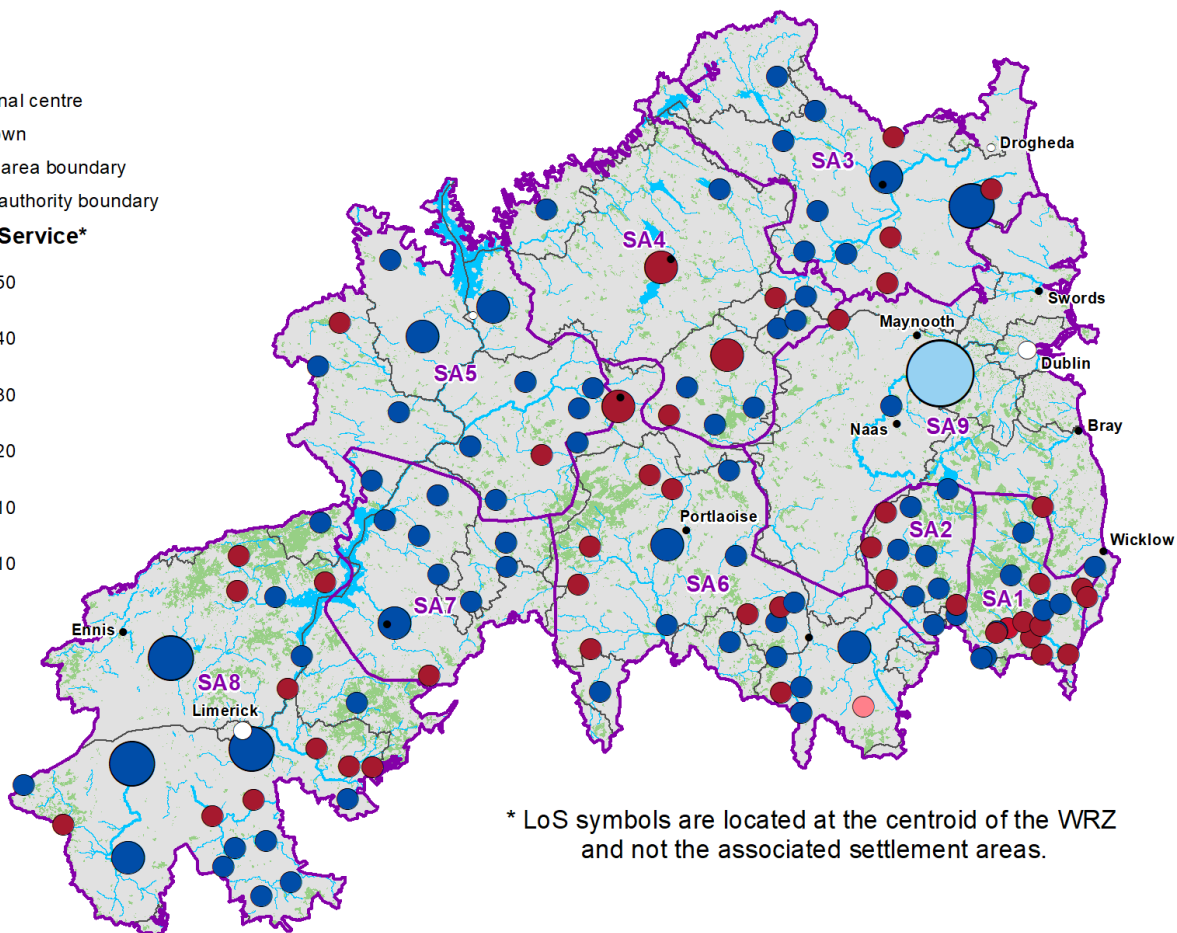 nal centre
own
area boundary
authority boundary
Service*
50
40
30
20
10
10
Drogheda
SA3
SA4
Swords
Maynooth
Dublin
SA5
Naas
SA9
Bray
Portlaoise
SA2
Wicklow
SA6
SA1
SA7
Ennis
SA8
Limerick
* LoS symbols are located at the centroid of the WRZ
and not the associated settlement areas.